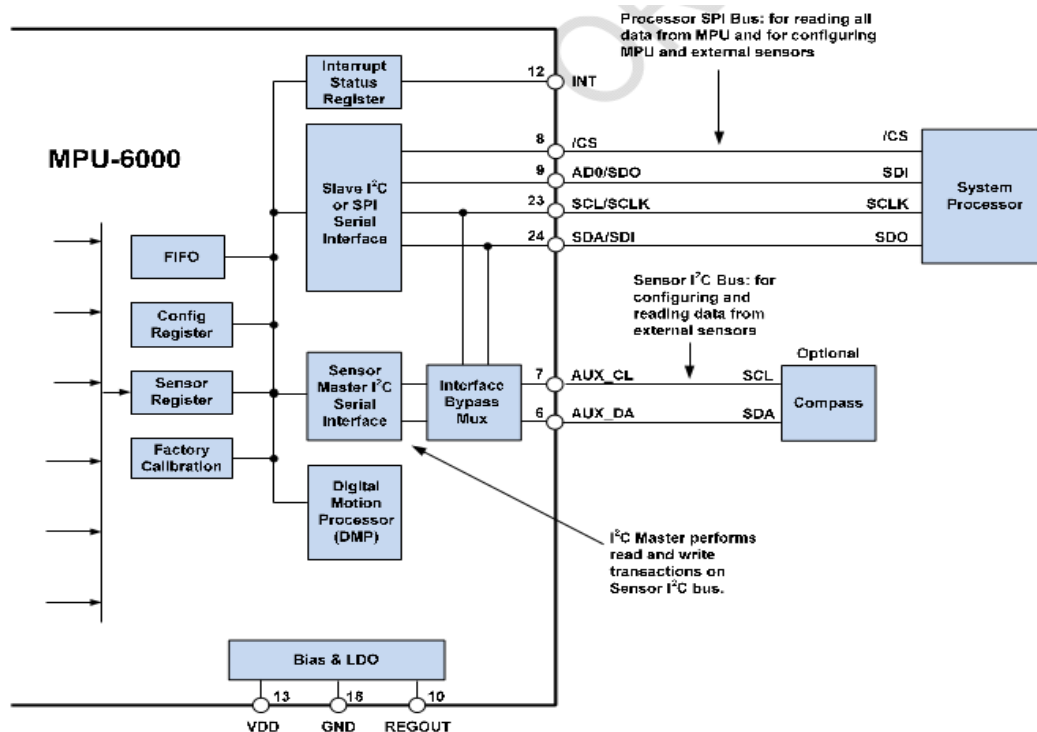 Processor SPI Bus: for reading all
data from MPU and for configuring
MPU and external sensors
Interrupt
Status
Register
12
INT
MPU-6000
Slave I²C
or SPI
Serial
Interface
8
/CS
/CS
9
AD0/SDO
SDI
23
SCL/SCLK
SCLK
24
SDA/SDI
SDO
System
Processor
FIFO
Config
Register
Sensor
Register
Factory
Calibration
Sensor I²C Bus: for
configuring and
reading data from
external sensors
Sensor
Master I²C
Serial
Interface
Interface
Bypass
Mux
7
AUX_CL
SCL
6
AUX_DA
SDA
Optional
Compass
Digital
Motion
Processor
(DMP)
I²C Master performs
read and write
transactions on
Sensor I²C bus.
Bias & LDO
13
18
10
VDD
GND
REGOUT